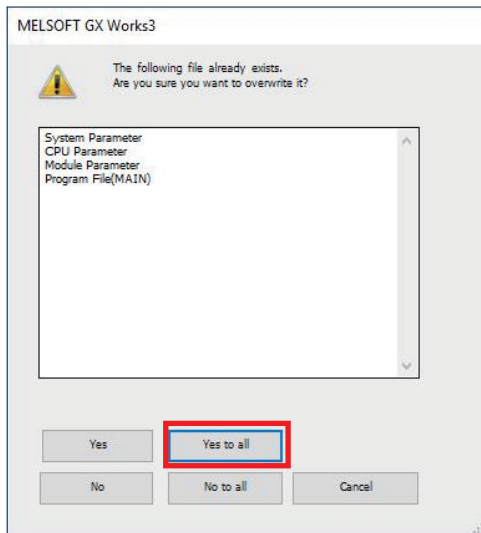 MELSOFT GX Works3
The following file already exists.
Are you sure you want to overwrite it?
System Parameter
CPU Parameter
Module Parameter
Program File(MAIN)
Yes
Yes to all
No
No to all
Cancel